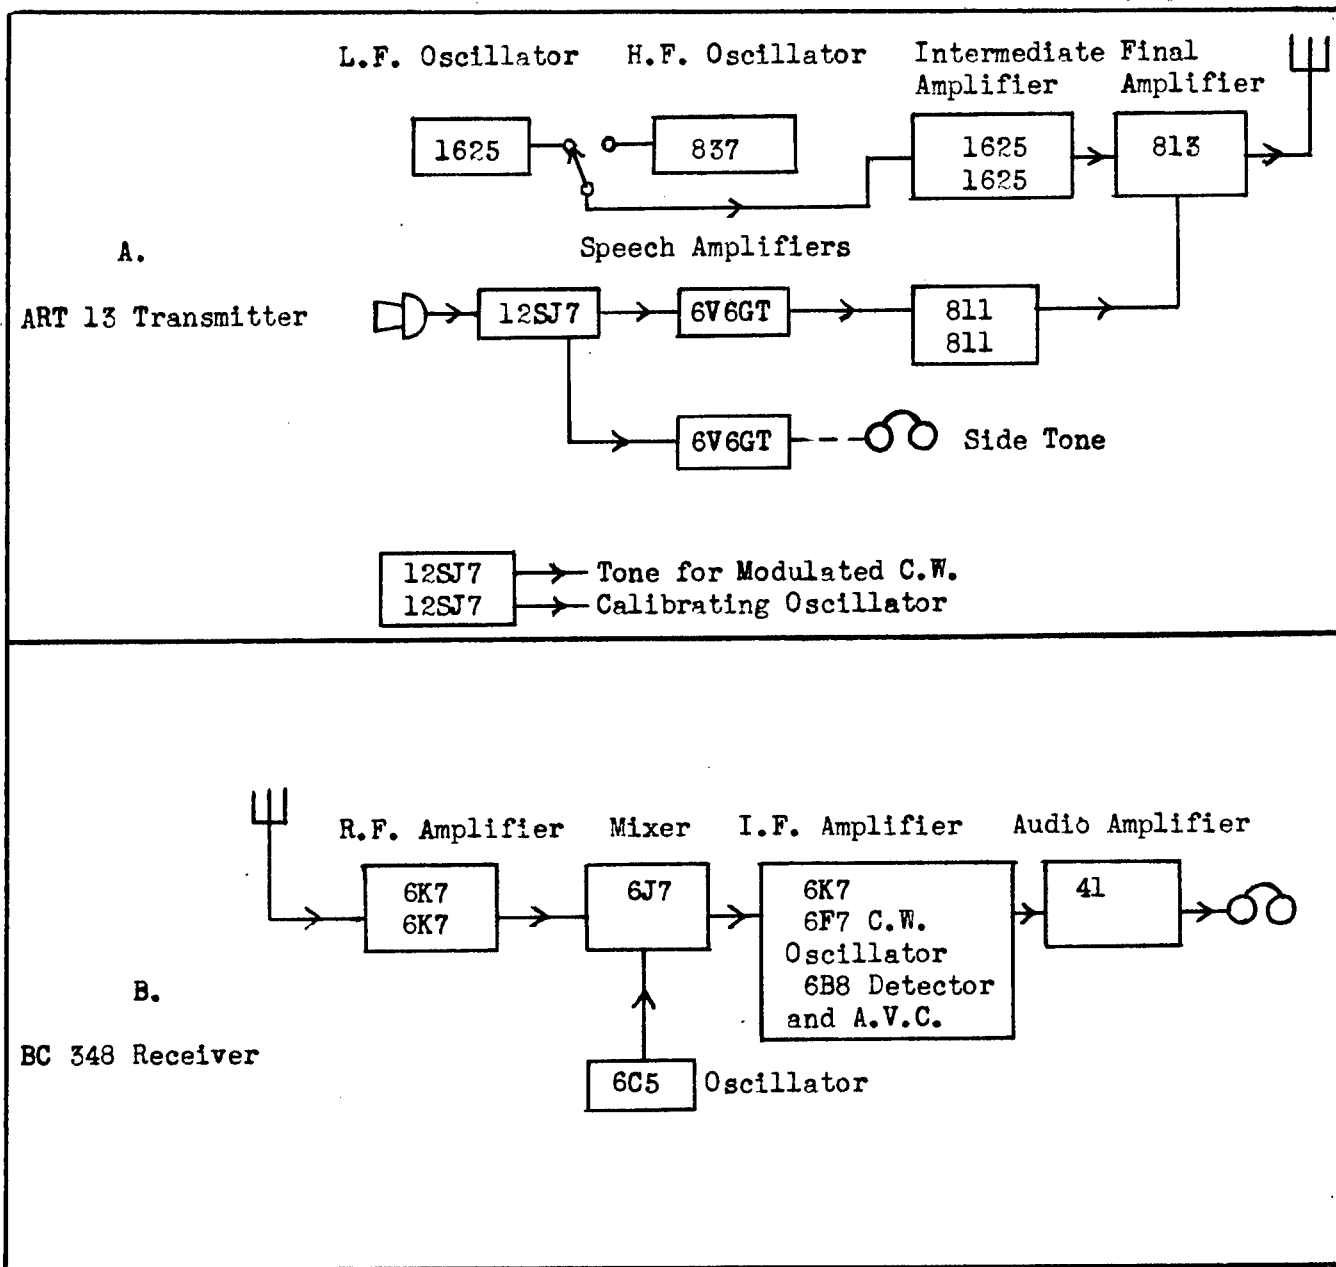 L.F. Oscillator H.F. Oscillator Intermediate Final
Amplifier Amplifier
1625 837 1625 813
1625
Speech Amplifiers
A.
ART 13 Transmitter
12SJ7 6V6GT 811
811
6V6GT Side Tone
12SJ7 Tone for Modulated C.W.
12SJ7 Calibrating Oscillator
R.F. Amplifier Mixer I.F. Amplifier Audio Amplifier
6K7 6J7 6K7 41
6K7 6F7 C.W.
Oscillator
6B8 Detector
and A.V.C.
B.
BC 348 Receiver
6C5 Oscillator